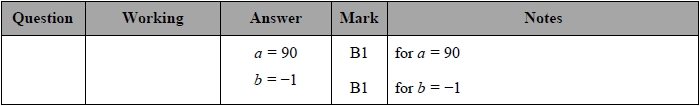 Question Working Answer Mark Notes
a = 90 B1 for a = 90
b = −1 B1 for b = −1